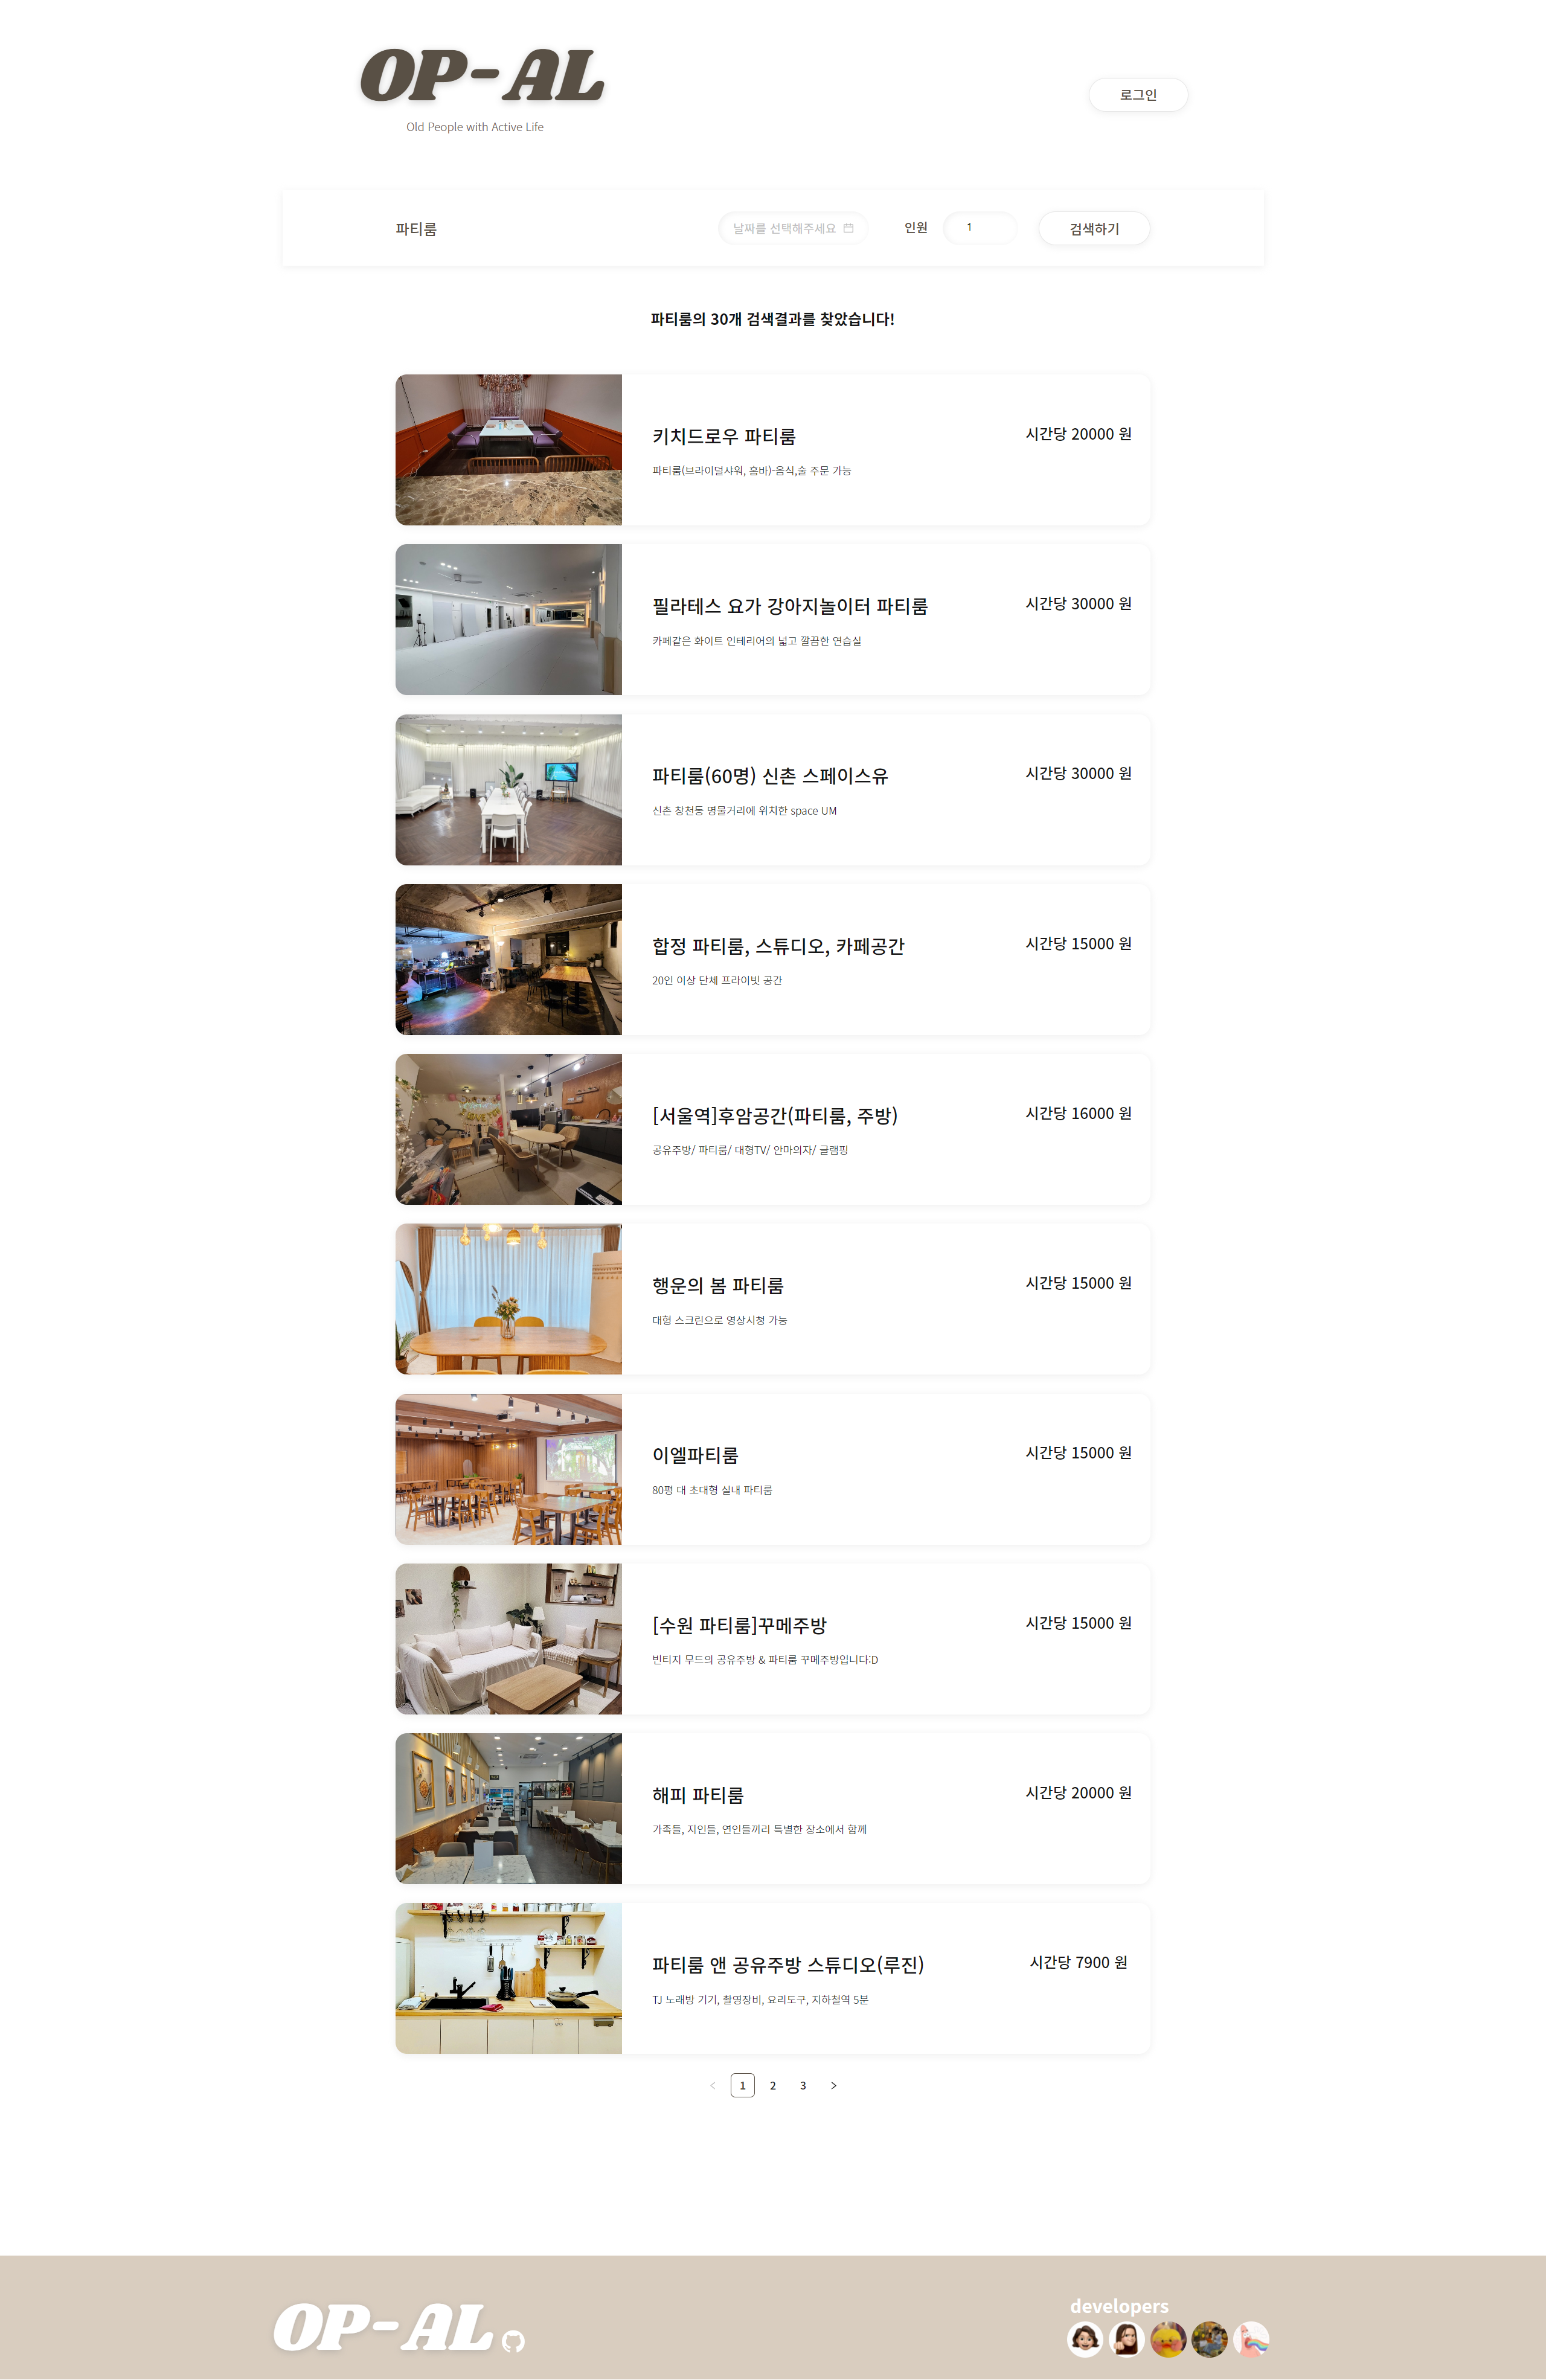 OP-AL
Old People with Active Life
로그인
파티룸
날짜를 선택해주세요
인원
1
검색하기
파티룸의 30개 검색결과를 찾았습니다!
키치드로우 파티룸
시간당 20000 원
파티룸(브라이덜샤워, 홈바)-음식,술 주문 가능
필라테스 요가 강아지놀이터 파티룸
시간당 30000 원
카페같은 화이트 인테리어의 넓고 깔끔한 연습실
파티룸(60명) 신촌 스페이스유
시간당 30000 원
신촌 창천동 명물거리에 위치한 space UM
합정 파티룸, 스튜디오, 카페공간
시간당 15000 원
20인 이상 단체 프라이빗 공간
[서울역]후암공간(파티룸, 주방)
시간당 16000 원
공유주방/ 파티룸/ 대형TV/ 안마의자/ 글램핑
행운의 봄 파티룸
시간당 15000 원
대형 스크린으로 영상시청 가능
이엘파티룸
시간당 15000 원
80평 대 초대형 실내 파티룸
[수원 파티룸]꾸메주방
시간당 15000 원
빈티지 무드의 공유주방 & 파티룸 꾸메주방입니다:D
해피 파티룸
시간당 20000 원
가족들, 지인들, 연인들끼리 특별한 장소에서 함께
파티룸 앤 공유주방 스튜디오(루진)
시간당 7900 원
TJ 노래방 기기, 촬영장비, 요리도구, 지하철역 5분
1
2
3
OP-AL
developers